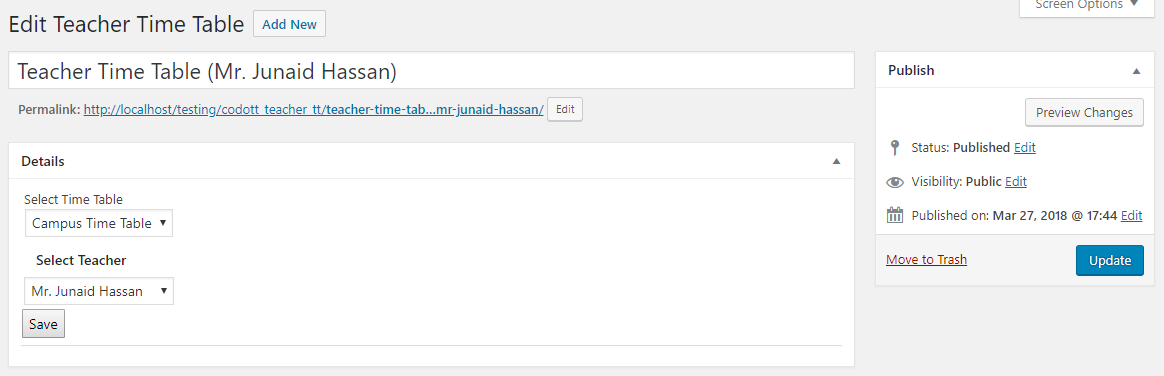 Edit Teacher Time Table Add New
Screen Options
Teacher Time Table (Mr. Junaid Hassan)
Permalink: http://localhost/testing/codott_teacher_tt/teacher-time-tab...mr-junaid-hassan/ Edit
Details
Select Time Table
Campus Time Table
Select Teacher
Mr. Junaid Hassan
Save
Publish
Preview Changes
Status: Published Edit
Visibility: Public Edit
Published on: Mar 27, 2018 @ 17:44 Edit
Move to Trash Update